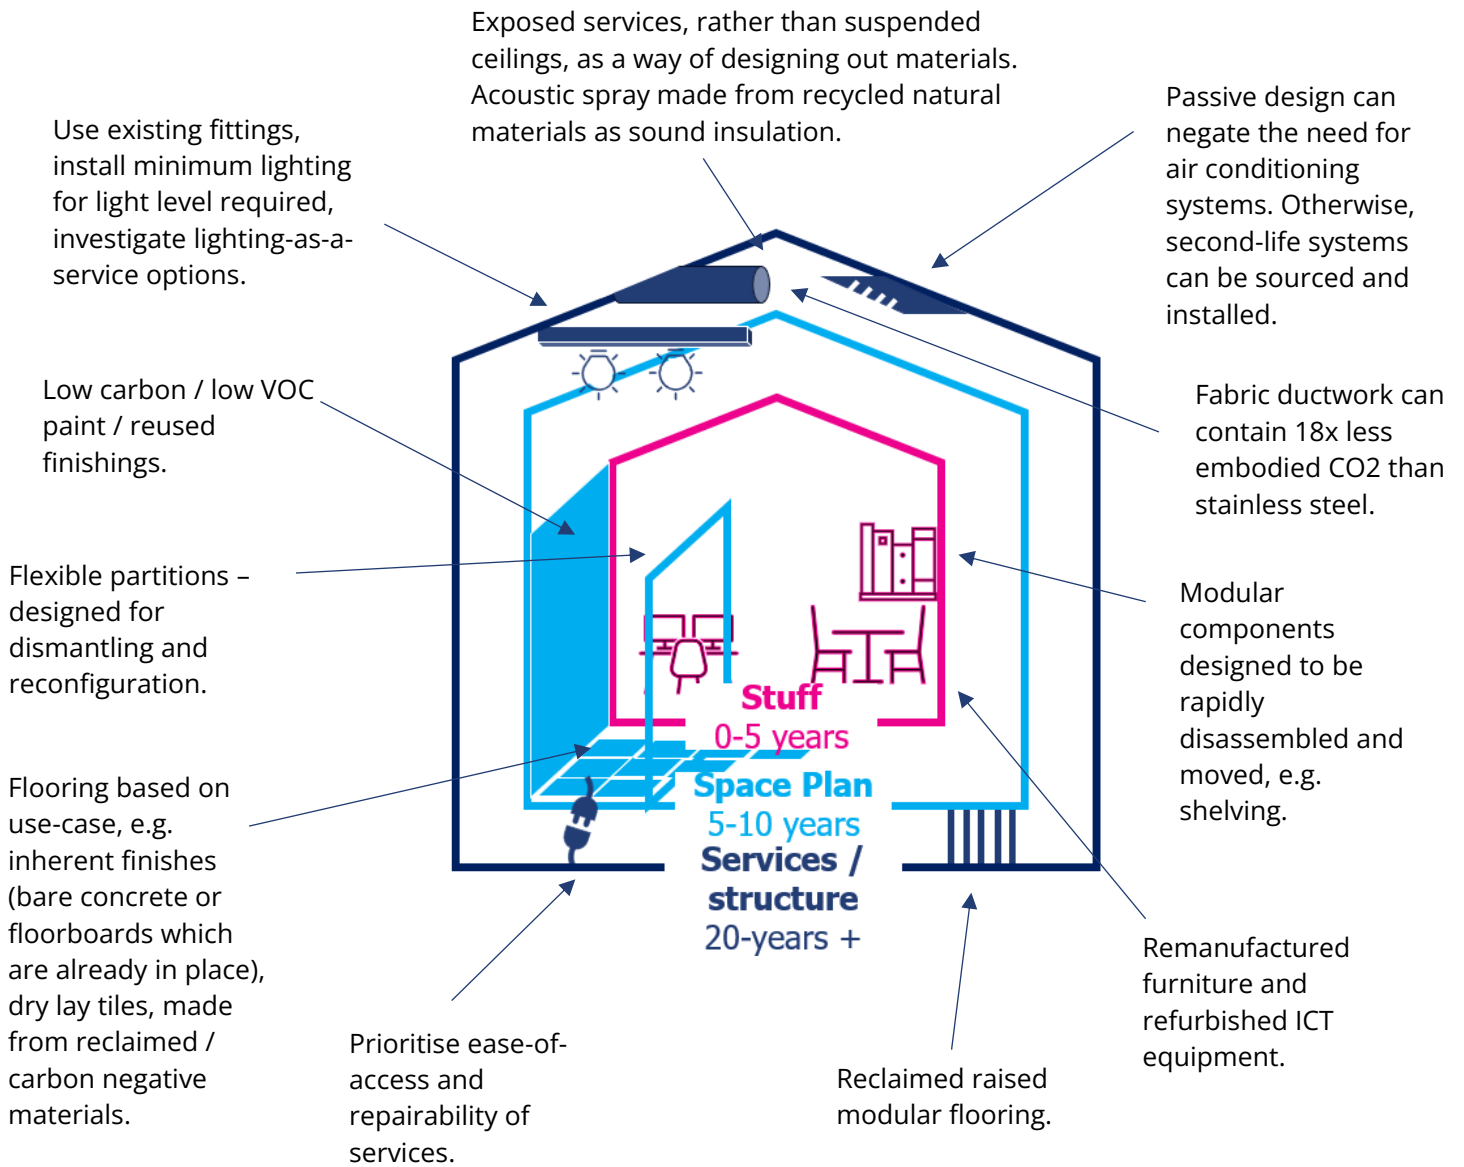 Exposed services, rather than suspended
ceilings, as a way of designing out materials.
Acoustic spray made from recycled natural
materials as sound insulation.
Use existing fittings,
install minimum lighting
for light level required,
investigate lighting-as-a-
service options.
Passive design can
negate the need for
air conditioning
systems. Otherwise,
second-life systems
can be sourced and
installed.
Low carbon / low VOC
paint / reused
finishings.
Fabric ductwork can
contain 18x less
embodied CO2 than
stainless steel.
Flexible partitions –
designed for
dismantling and
reconfiguration.
Modular
components
designed to be
rapidly
disassembled and
moved, e.g.
shelving.
Stuff
0-5 years
Space Plan
5-10 years
Services /
structure
20-years +
Flooring based on
use-case, e.g.
inherent finishes
(bare concrete or
floorboards which
are already in place),
dry lay tiles, made
from reclaimed /
carbon negative
materials.
Prioritise ease-of-
access and
repairability of
services.
Reclaimed raised
modular flooring.
Remanufactured
furniture and
refurbished ICT
equipment.